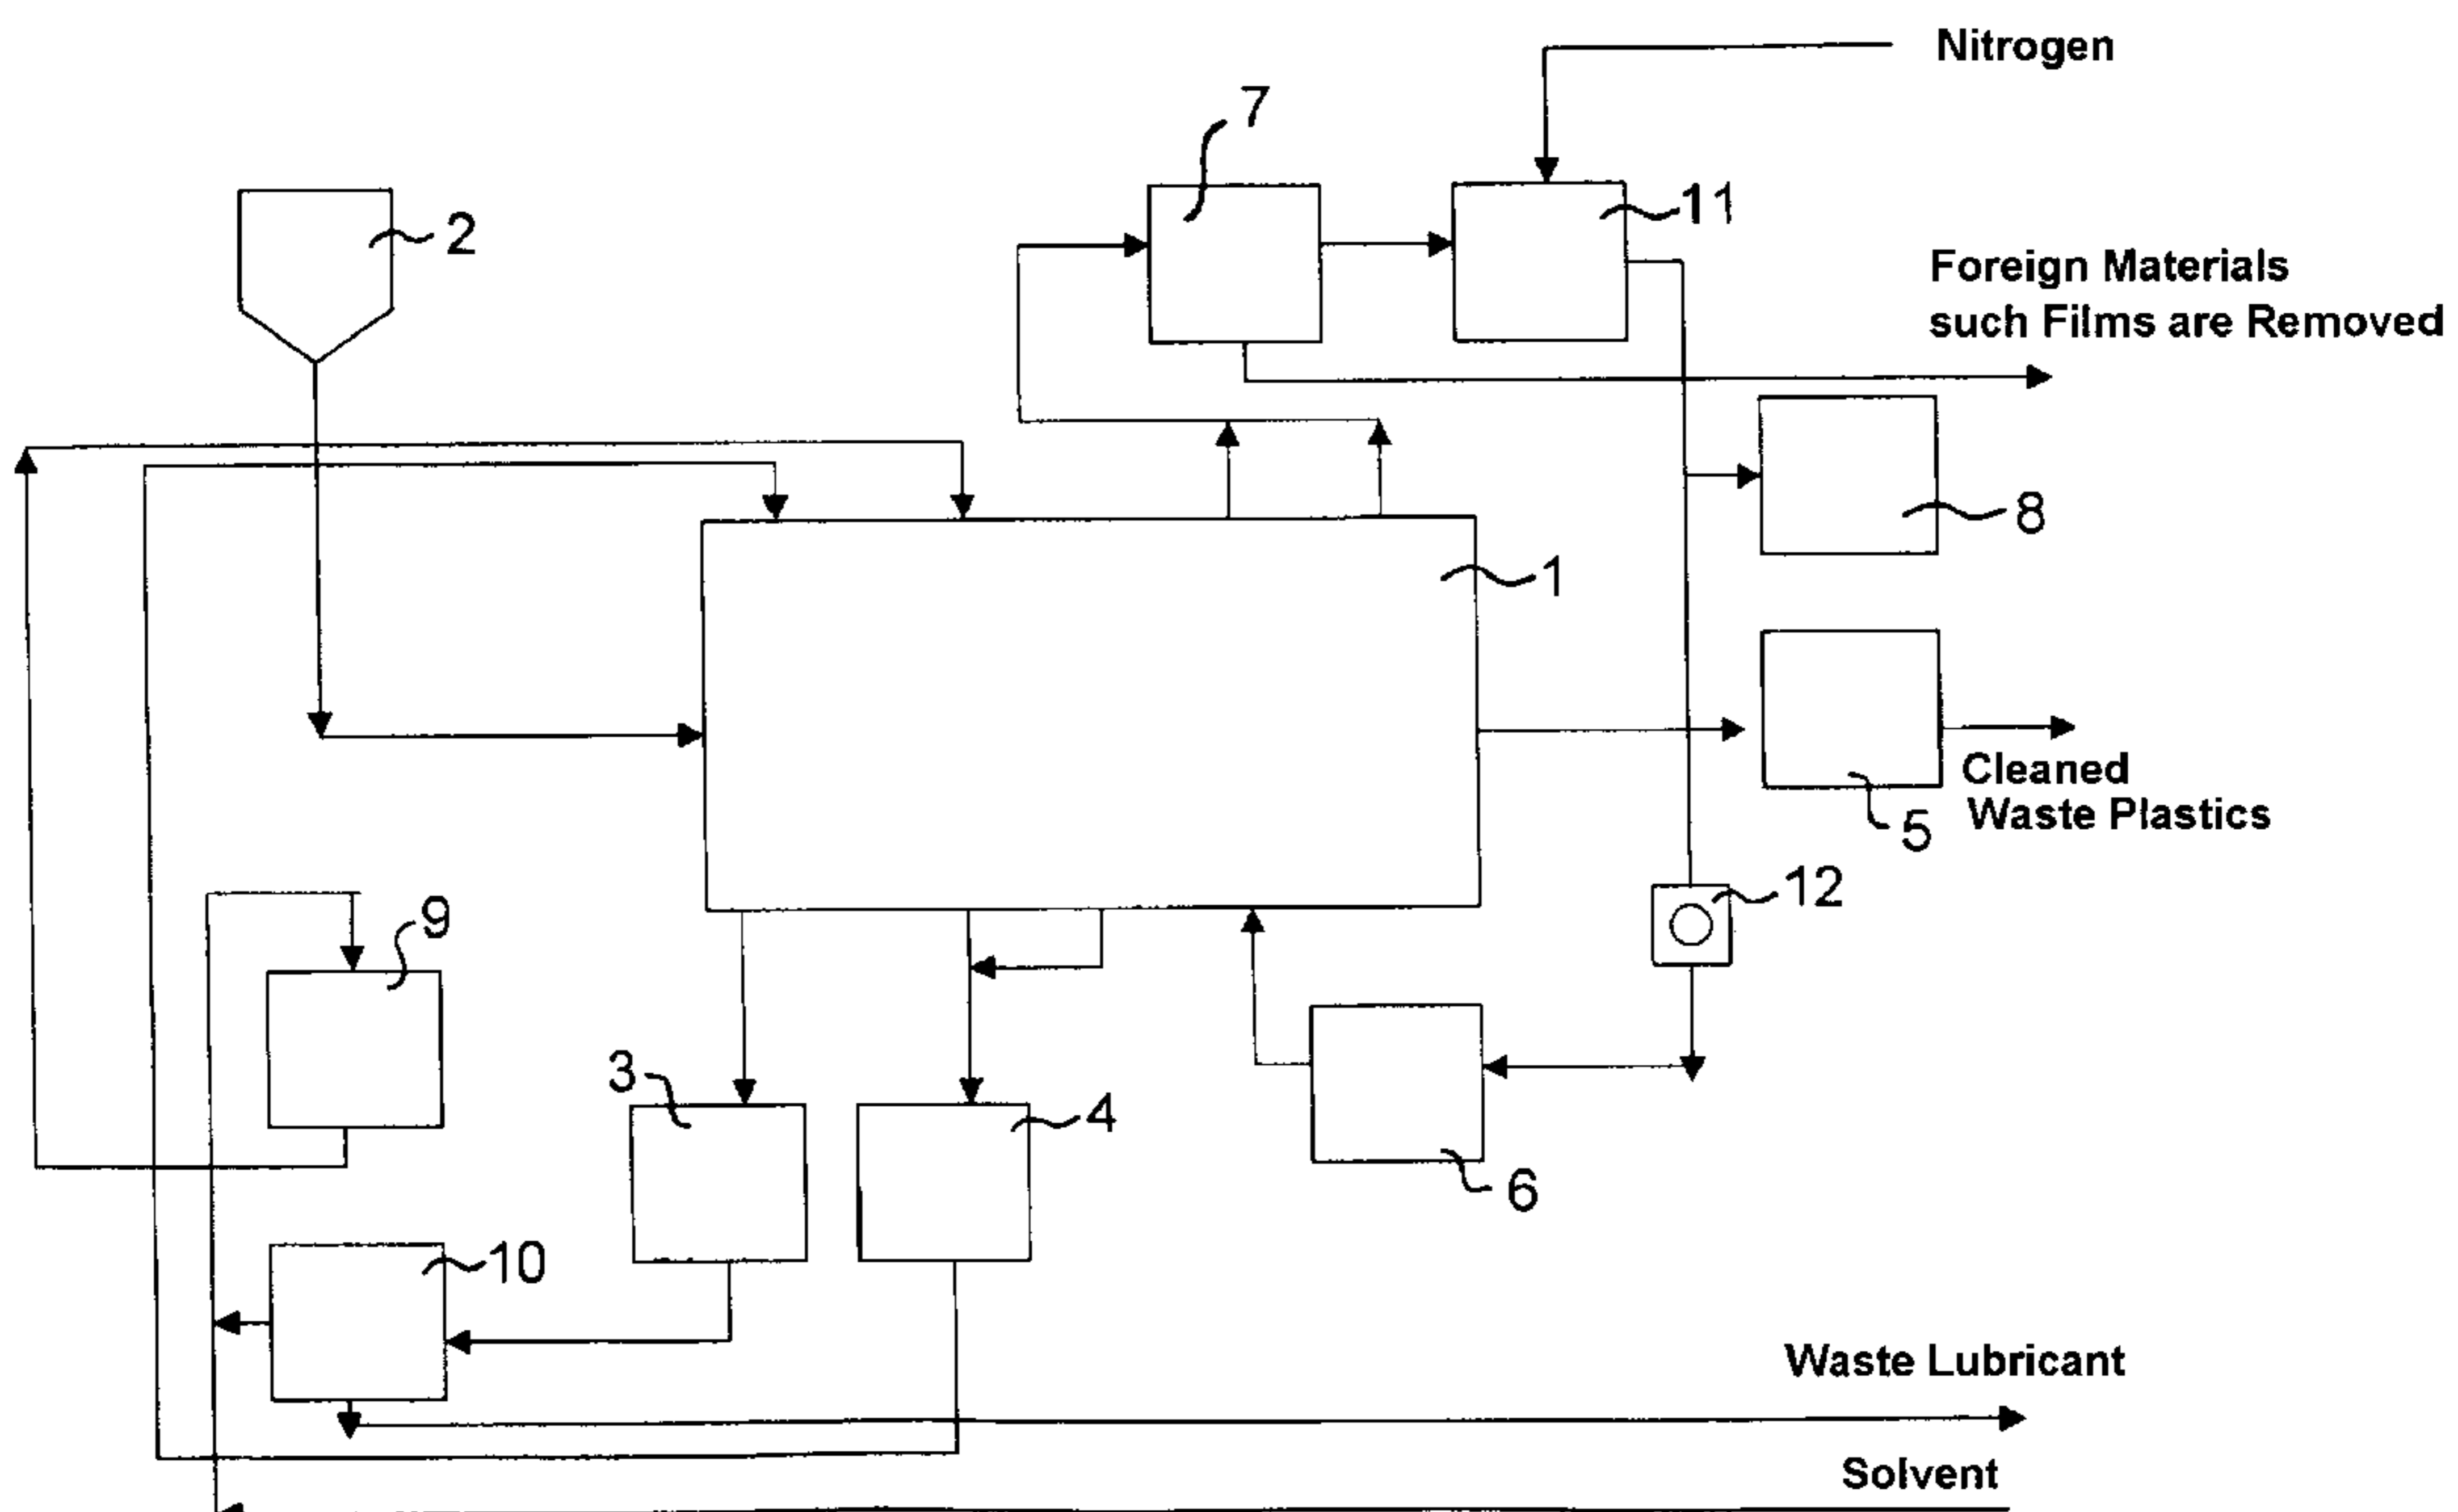 Nitrogen
7
11
2
Foreign Materials
such Films are Removed
8
1
Cleaned
Waste Plastics
5
12
9
3
4
6
10
Waste Lubricant
Solvent